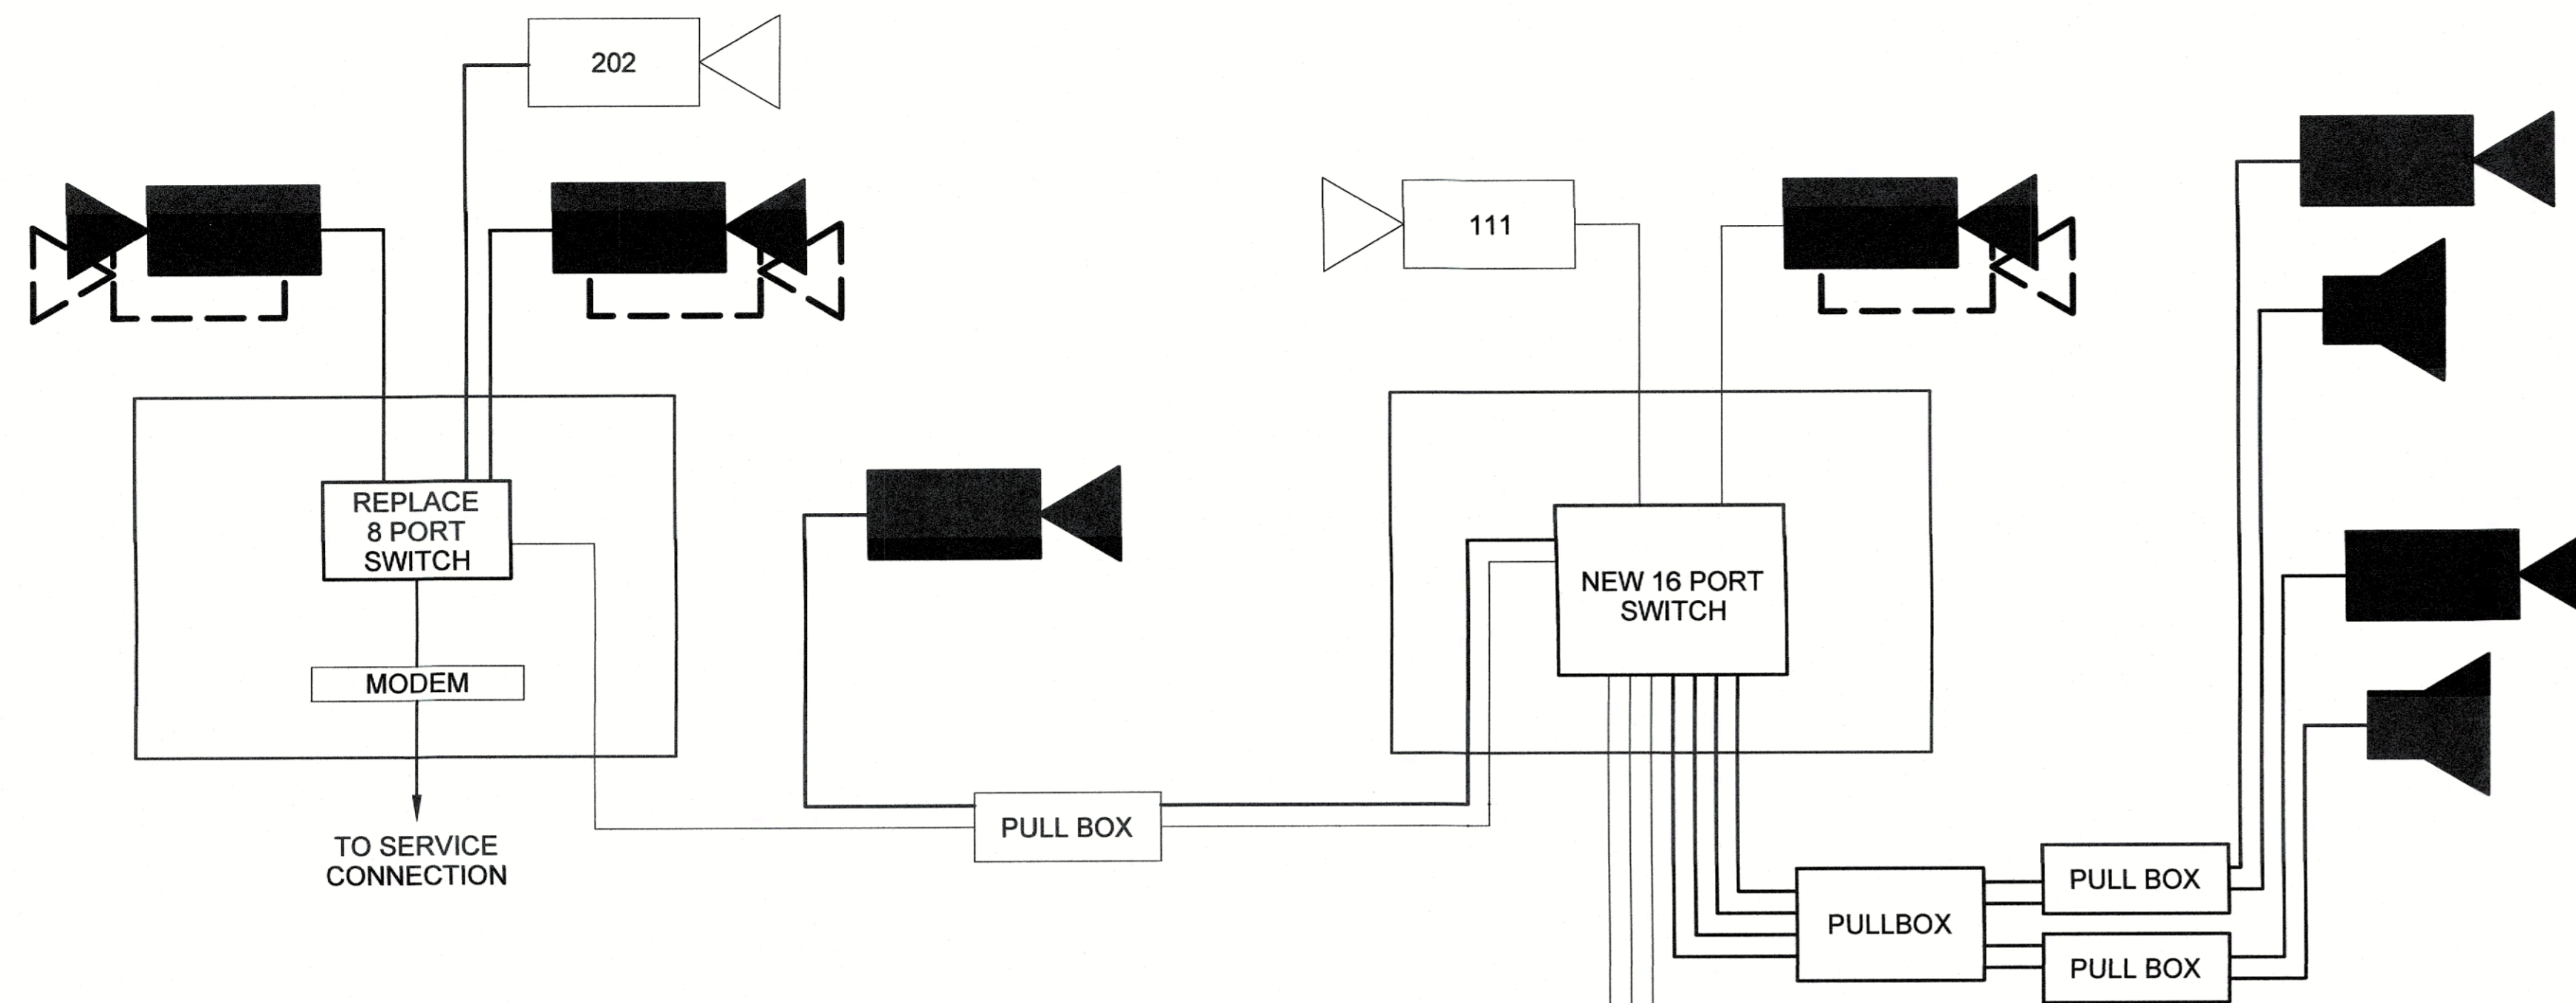 202
111
REPLACE
8 PORT
SWITCH
NEW 16 PORT
SWITCH
MODEM
PULL BOX
TO SERVICE
CONNECTION
PULL BOX
PULLBOX
PULL BOX